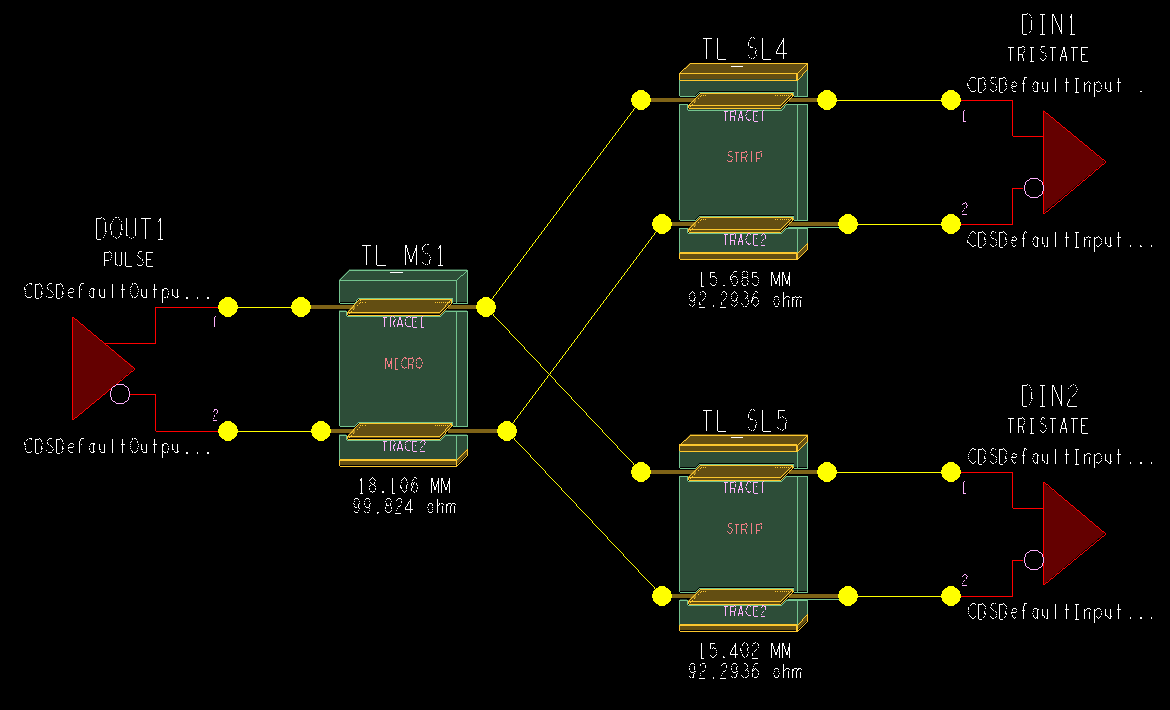 DOUT1
PULSE
CDSDefaultOutpu...
1
2
CDSDefaultOutpu...
TL_MS1
TRACE1
MICRO
TRACE2
18.106 MM
99.824 ohm
TL_SL4
TRACE1
STRIP
TRACE2
15.685 MM
92.2936 ohm
DIN1
TRISTATE
CDSDefaultInput .
1
2
CDSDefaultInput...
TL_SL5
TRACE1
STRIP
TRACE2
15.402 MM
92.2936 ohm
DIN2
TRISTATE
CDSDefaultInput...
1
2
CDSDefaultInput...